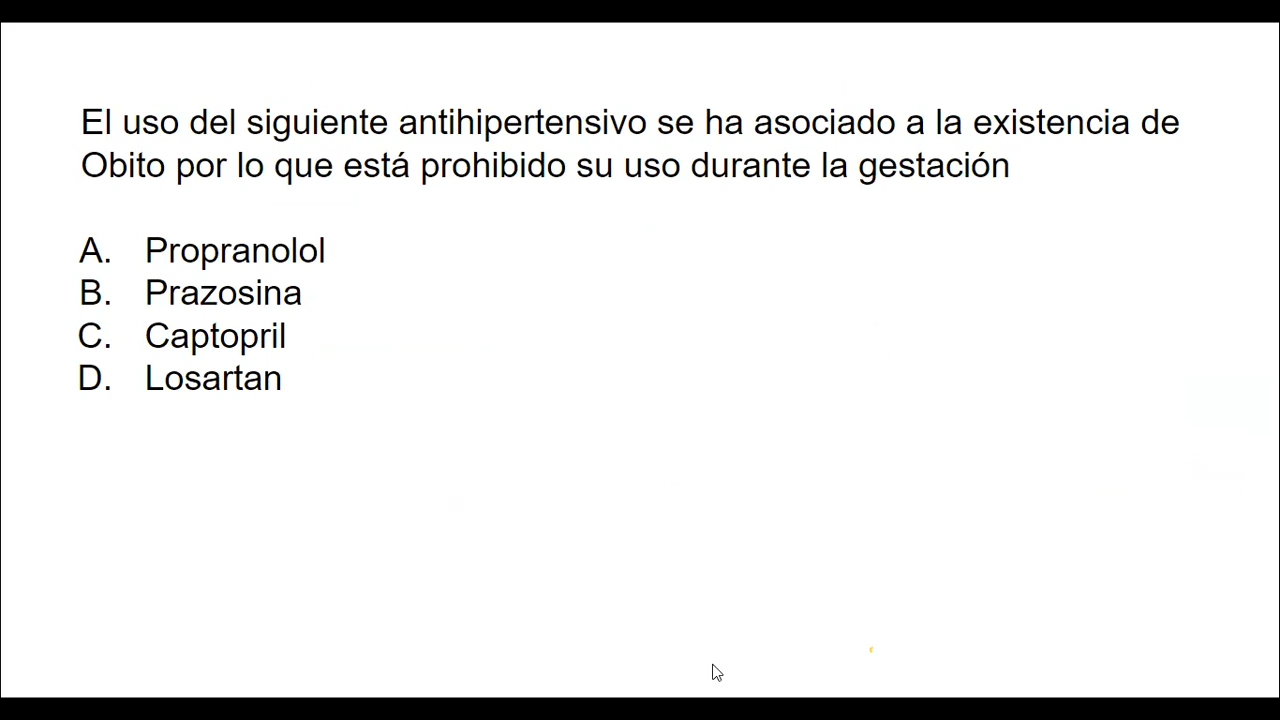 El uso del siguiente antihipertensivo se ha asociado a la existencia de
Obito por lo que está prohibido su uso durante la gestación
A. Propranolol
B. Prazosina
C. Captopril
D. Losartan